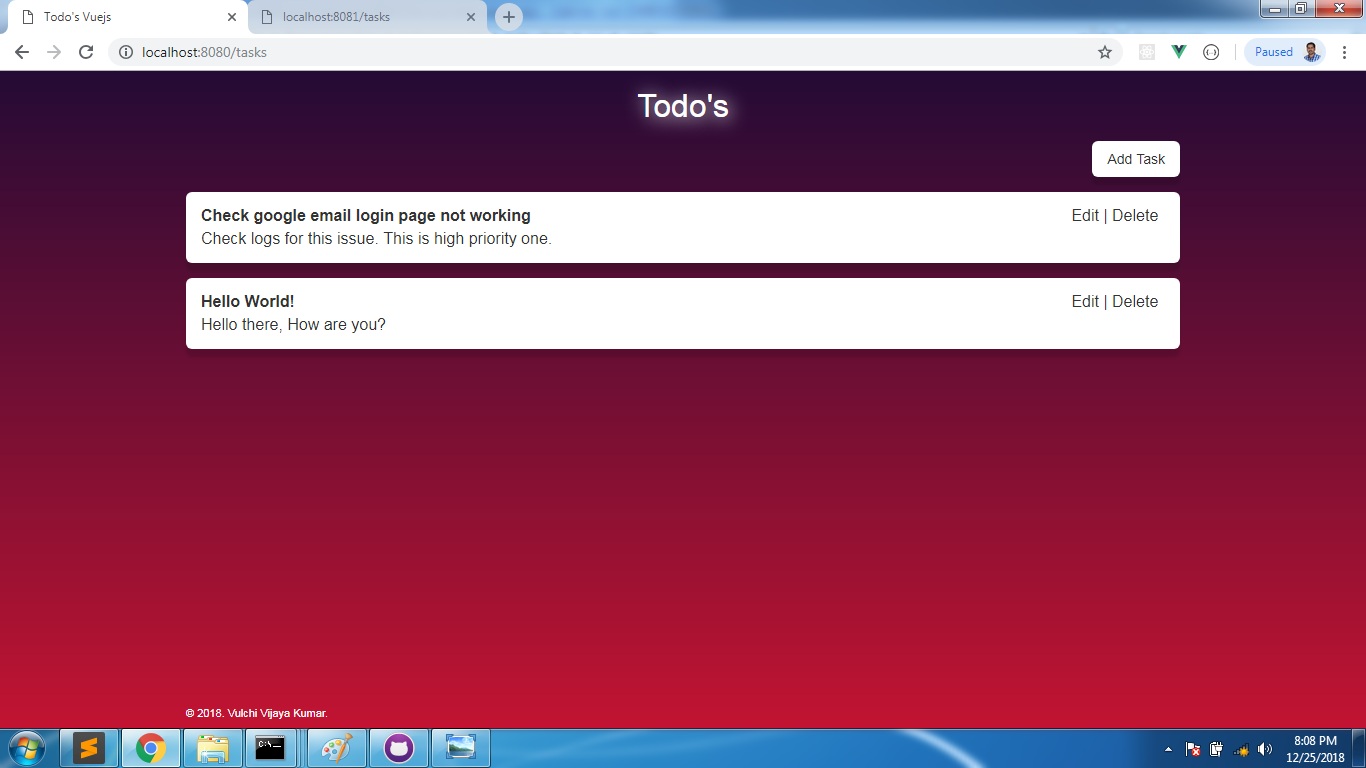 Todo's Vuejs
localhost:8081/tasks
localhost:8080/tasks
Paused
Todo's
Add Task
Check google email login page not working
Edit | Delete
Check logs for this issue. This is high priority one.
Hello World!
Edit | Delete
Hello there, How are you?
© 2018. Vulchi Vijaya Kumar.
C:\_
8:08 PM
12/25/2018